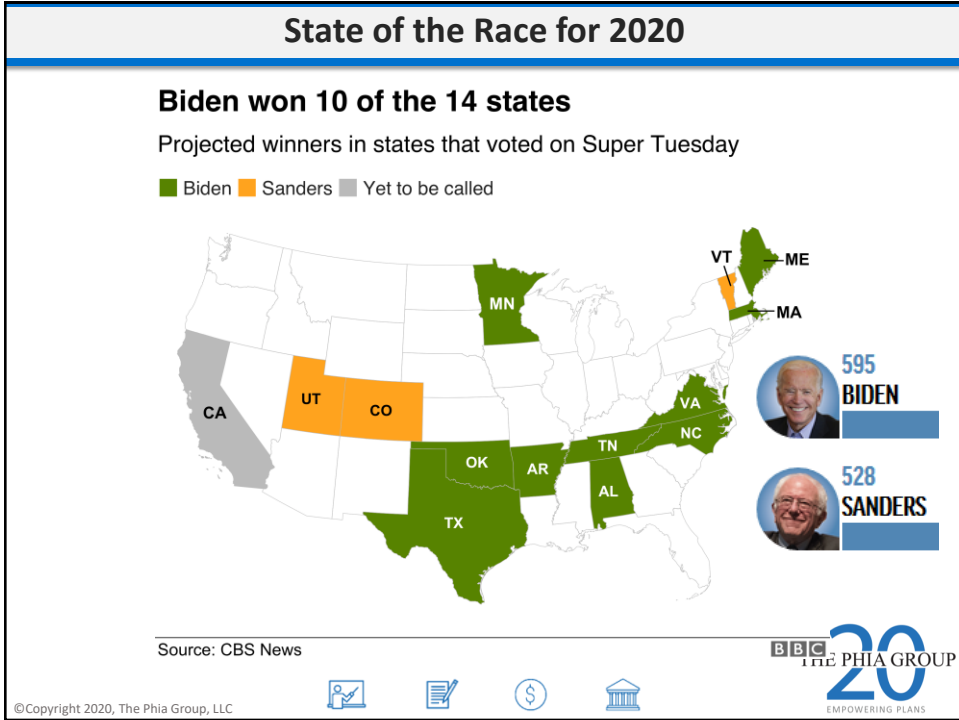 State of the Race for 2020
Biden won 10 of the 14 states
Projected winners in states that voted on Super Tuesday
Biden Sanders Yet to be called
VT
ME
MN
MA
595
BIDEN
UT
CO
CA
VA
NC
TN
OK
AR
AL
528
SANDERS
TX
Source: CBS News
BBC
20
THE PHIA GROUP
EMPOWERING PLANS
©Copyright 2020, The Phia Group, LLC